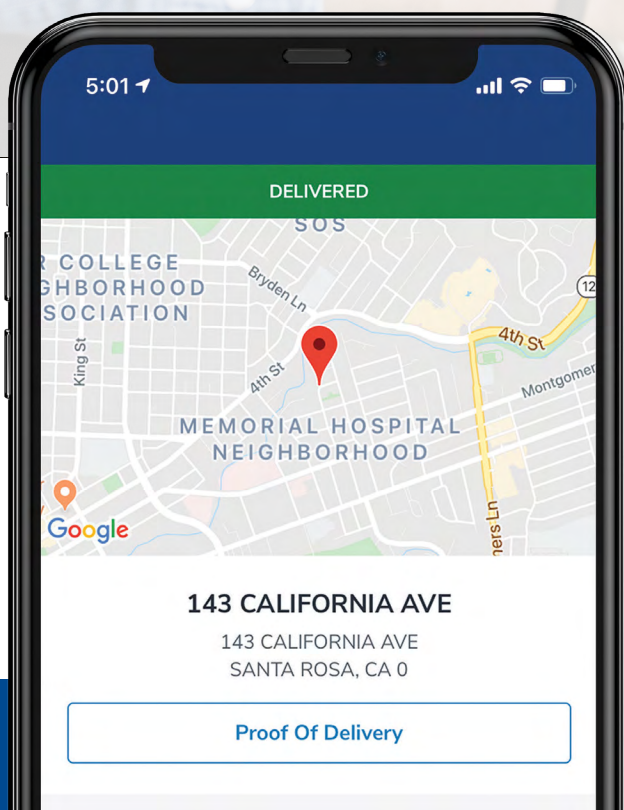 5:01
DELIVERED
SOS
R COLLEGE
GHBORHOOD
SOCIATION
Bryden Ln
12
4th St
King St
4th St
Montgomer
MEMORIAL HOSPITAL
NEIGHBORHOOD
Google
ners Ln
143 CALIFORNIA AVE
143 CALIFORNIA AVE
SANTA ROSA, CA 0
Proof Of Delivery